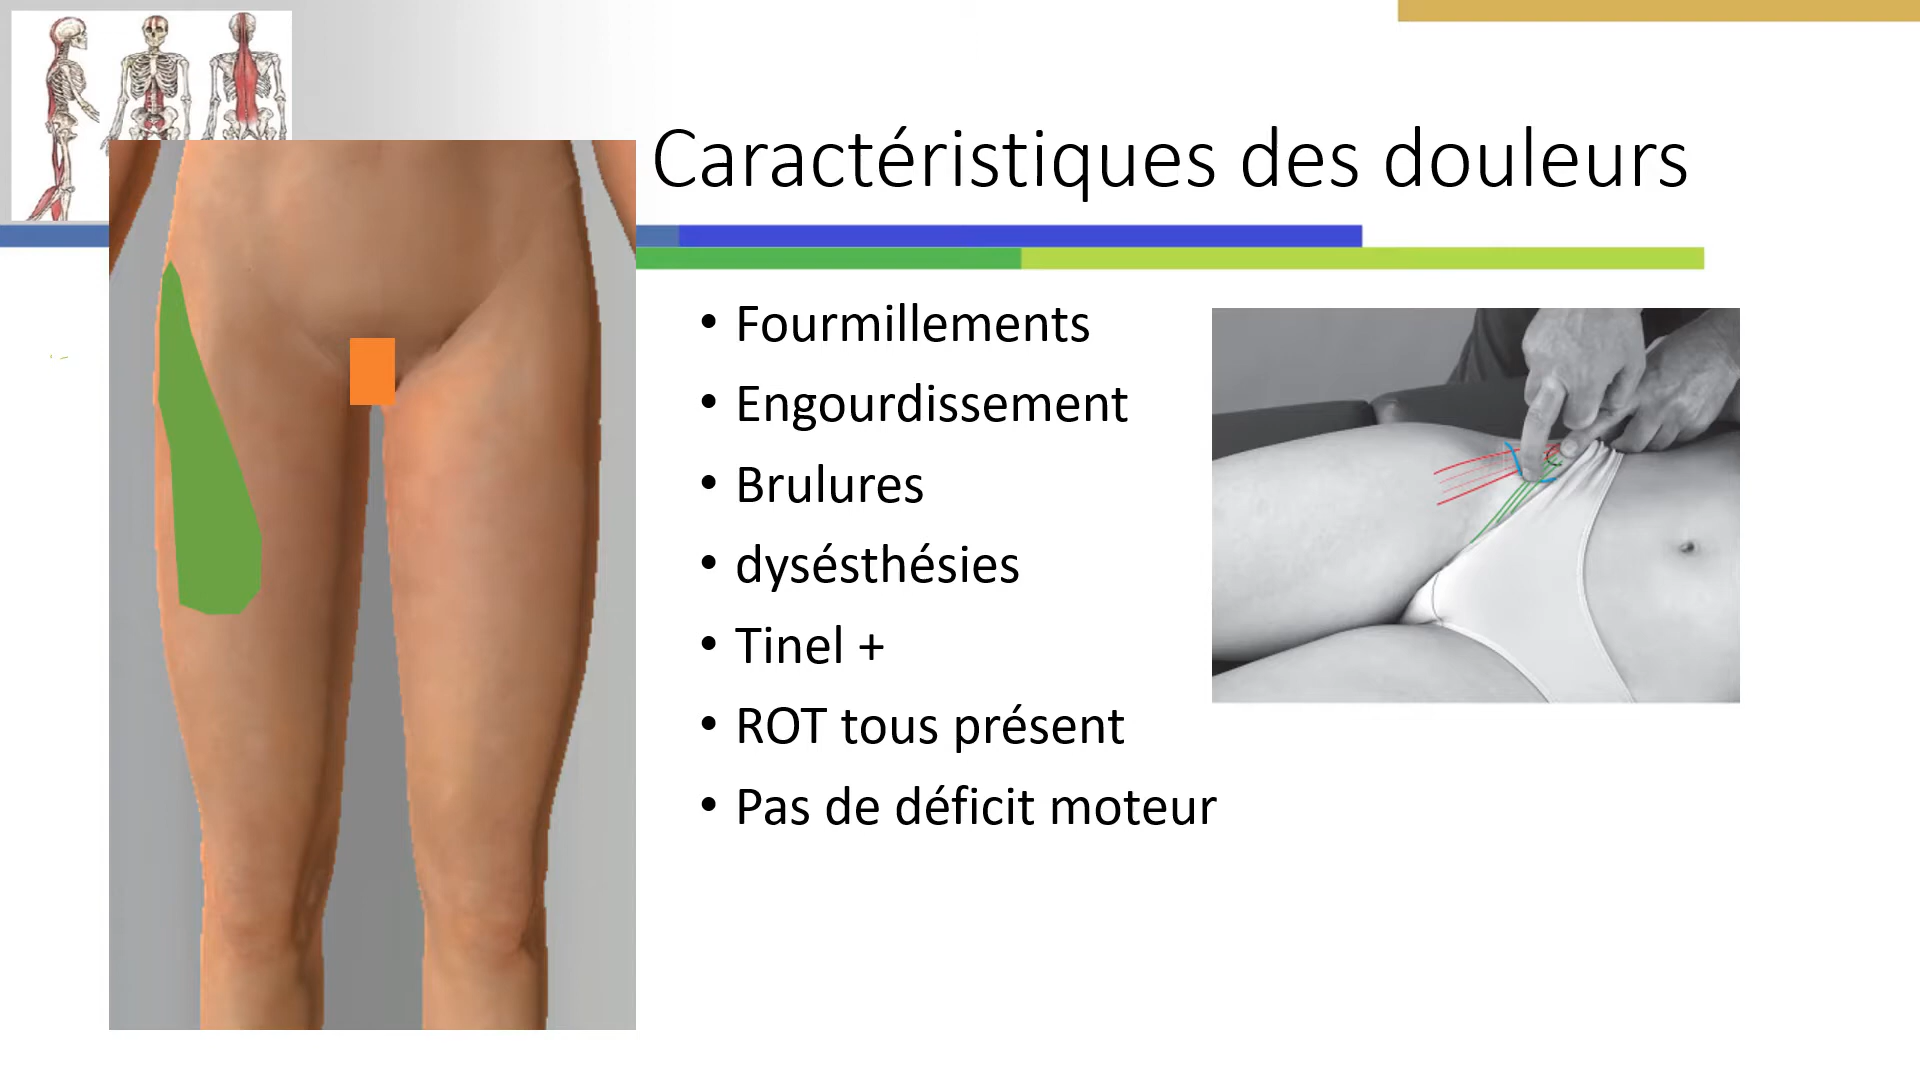 Caractéristiques des douleurs
• Fourmillements
• Engourdissement
• Brulures
• dysésthésies
• Tinel +
• ROT tous présent
• Pas de déficit moteur